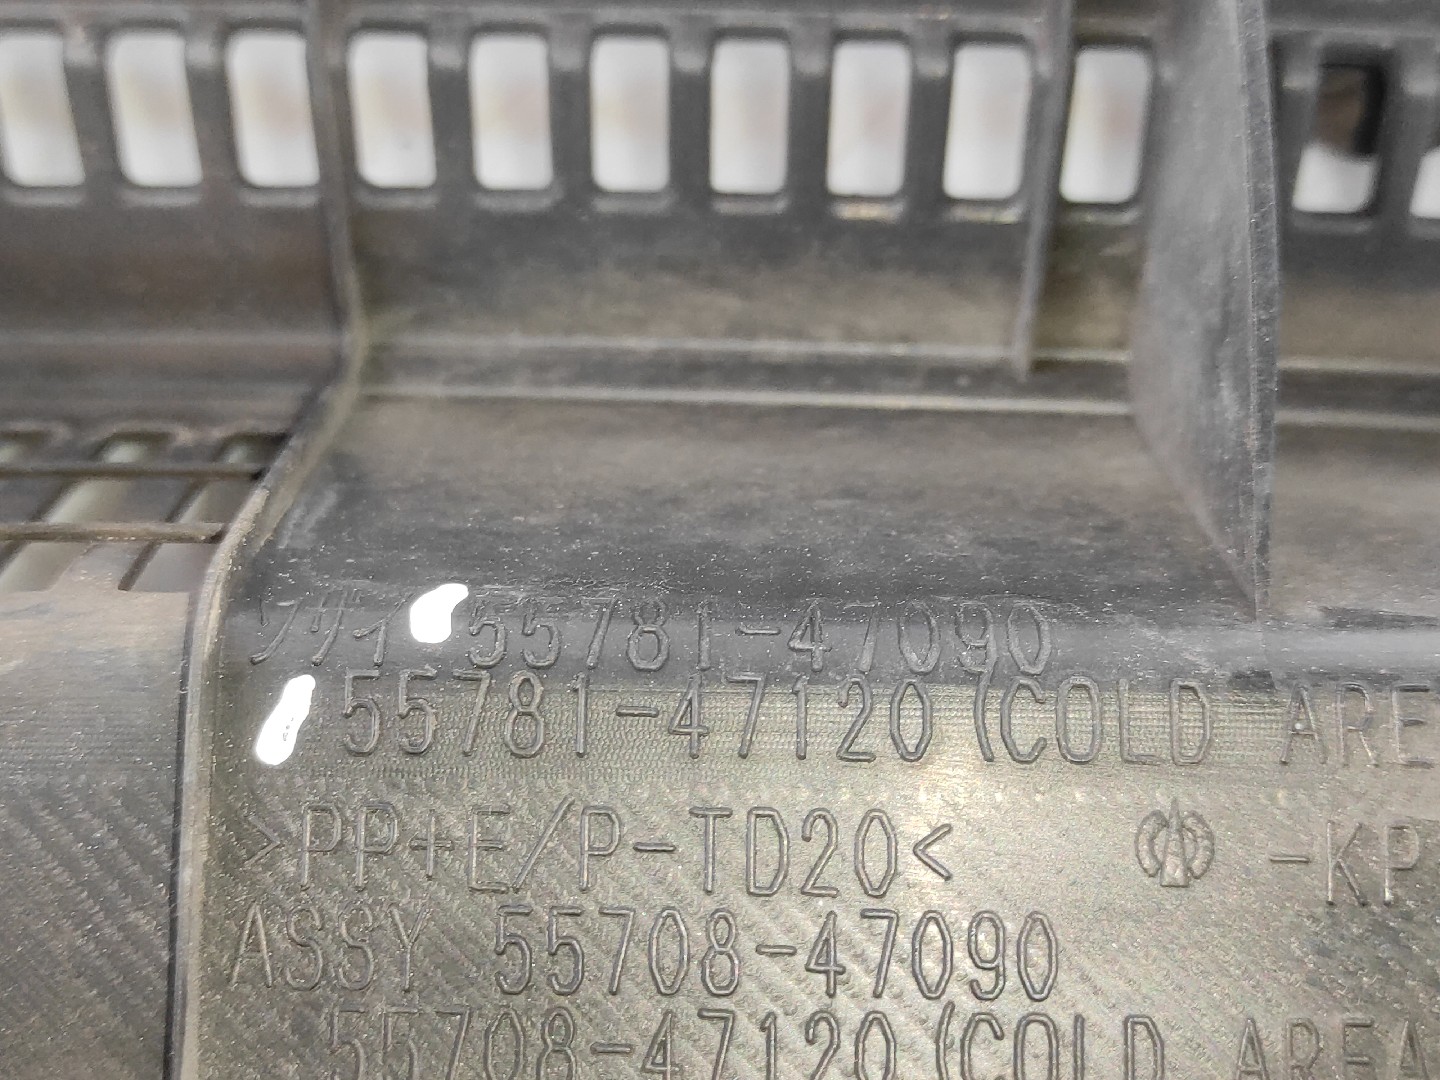 ソザイ 55781-47090
55781-47120(COLD ARE
>PP+E/P-TD20< -KP
ASSY 55708-47090
55708-47120(COLD AREA